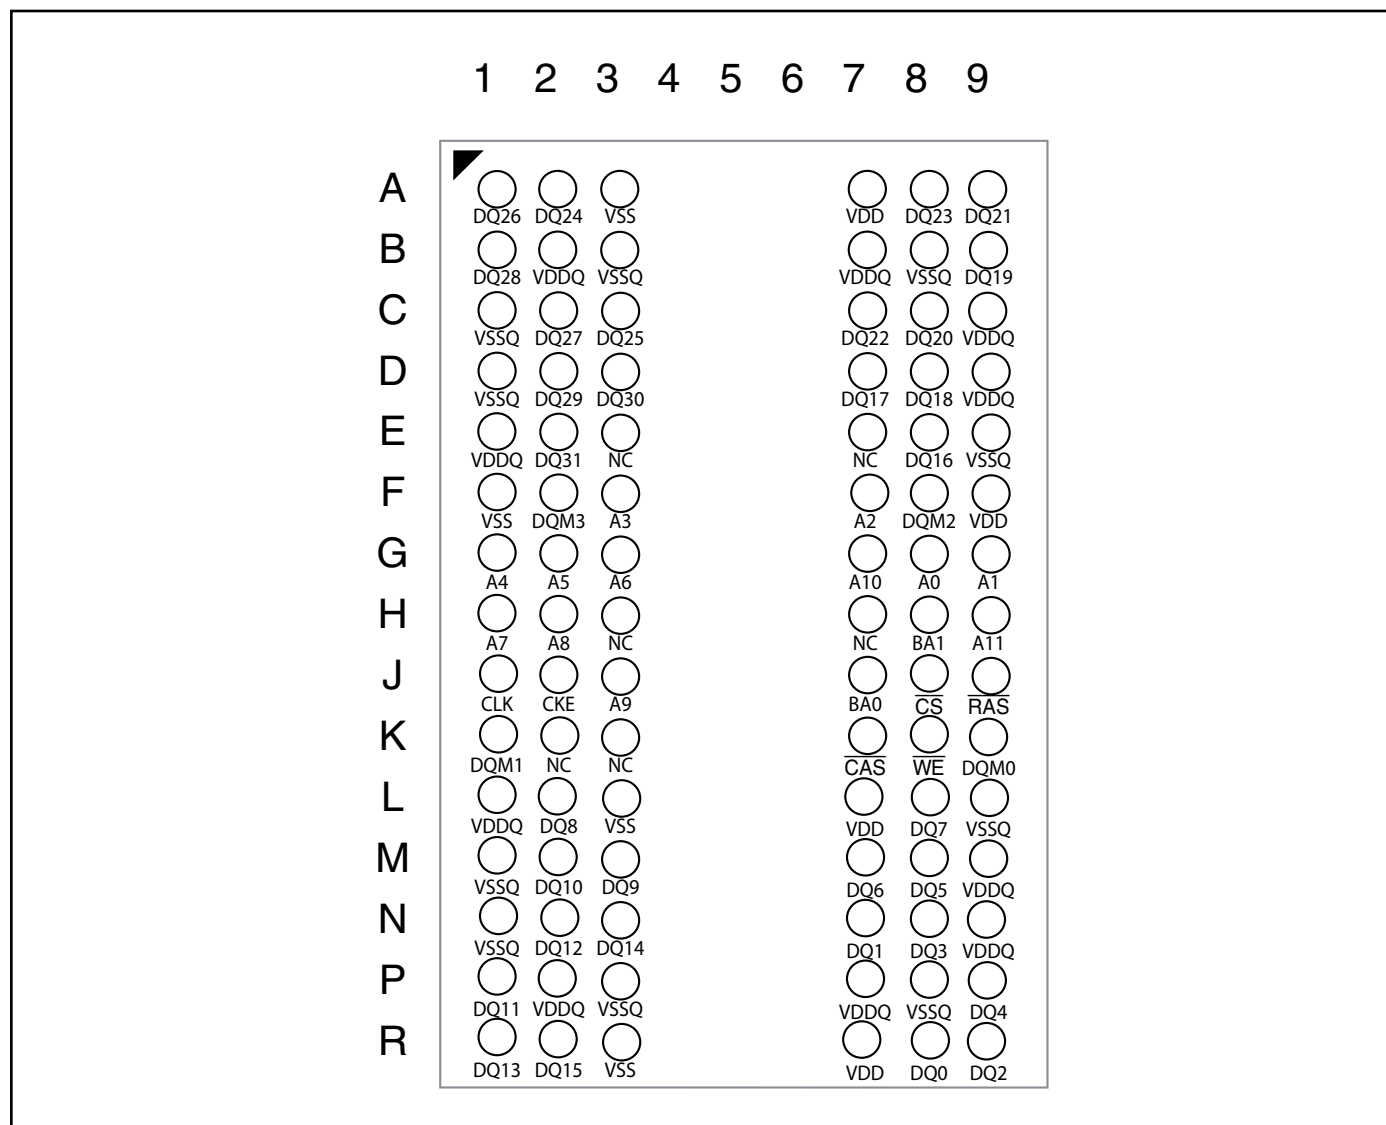 1 2 3 4 5 6 7 8 9
A
DQ26 DQ24 VSS VDD DQ23 DQ21
B
DQ28 VDDQ VSSQ VDDQ VSSQ DQ19
C
VSSQ DQ27 DQ25 DQ22 DQ20 VDDQ
D
VSSQ DQ29 DQ30 DQ17 DQ18 VDDQ
E
VDDQ DQ31 NC NC DQ16 VSSQ
F
VSS DQM3 A3 A2 DQM2 VDD
G
A4 A5 A6 A10 A0 A1
H
A7 A8 NC NC BA1 A11
J
CLK CKE A9 BA0 C̅S̅ R̅A̅S̅
K
DQM1 NC NC C̅A̅S̅ W̅E̅ DQM0
L
VDDQ DQ8 VSS VDD DQ7 VSSQ
M
VSSQ DQ10 DQ9 DQ6 DQ5 VDDQ
N
VSSQ DQ12 DQ14 DQ1 DQ3 VDDQ
P
DQ11 VDDQ VSSQ VDDQ VSSQ DQ4
R
DQ13 DQ15 VSS VDD DQ0 DQ2